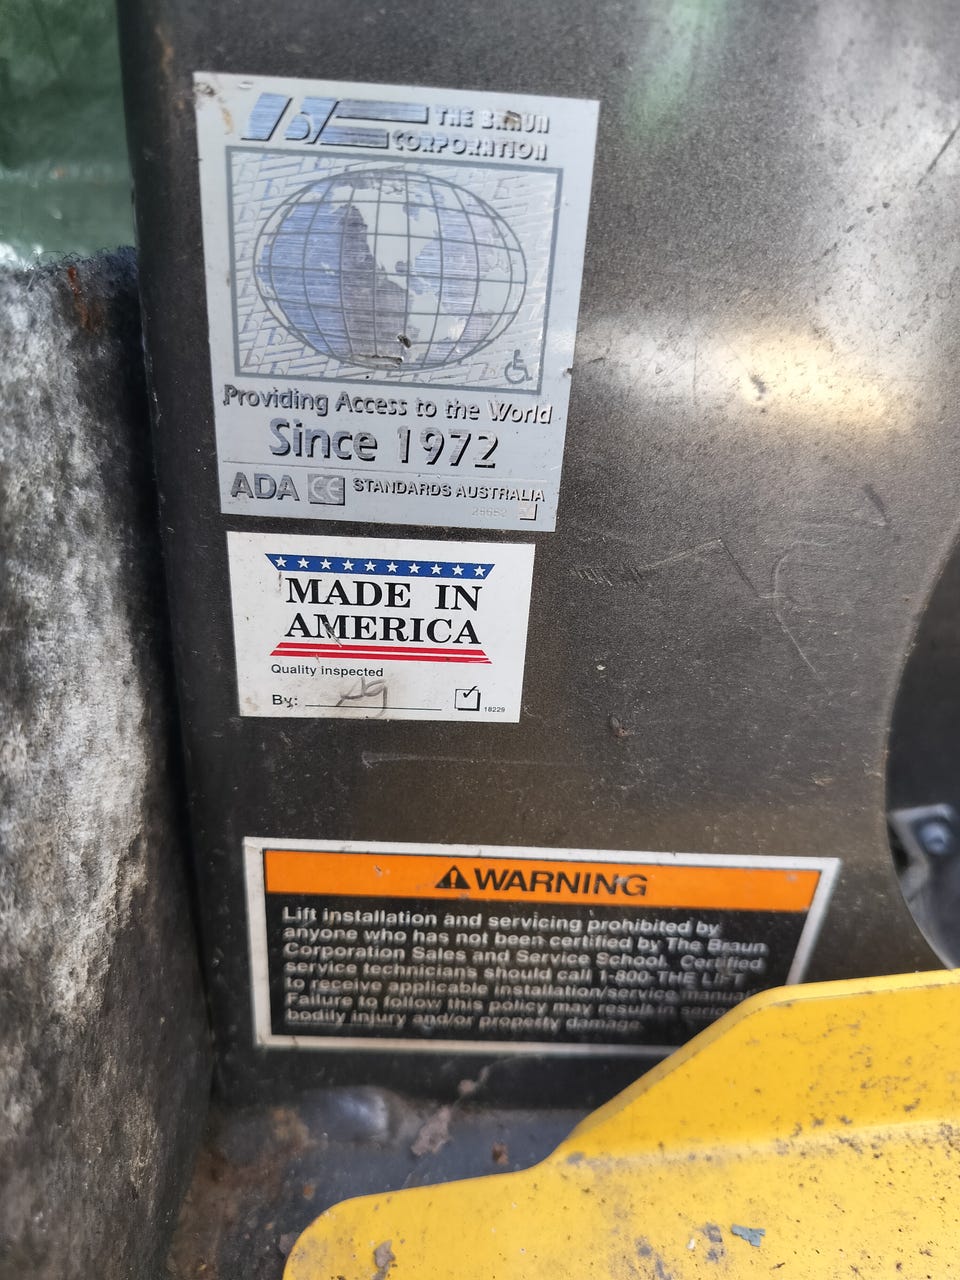 THE BRAUN
CORPORATION
Providing Access to the World
Since 1972
ADA CE STANDARDS AUSTRALIA
MADE IN
AMERICA
Quality inspected
By:
18229
WARNING
Lift installation and servicing prohibited by
anyone who has not been certified by The Braun
Corporation Sales and Service School. Certified
service technicians should call 1-800-THE LIFT
to receive applicable installation/service
Failure to follow this policy may result in
bodily injury and/or property damage.